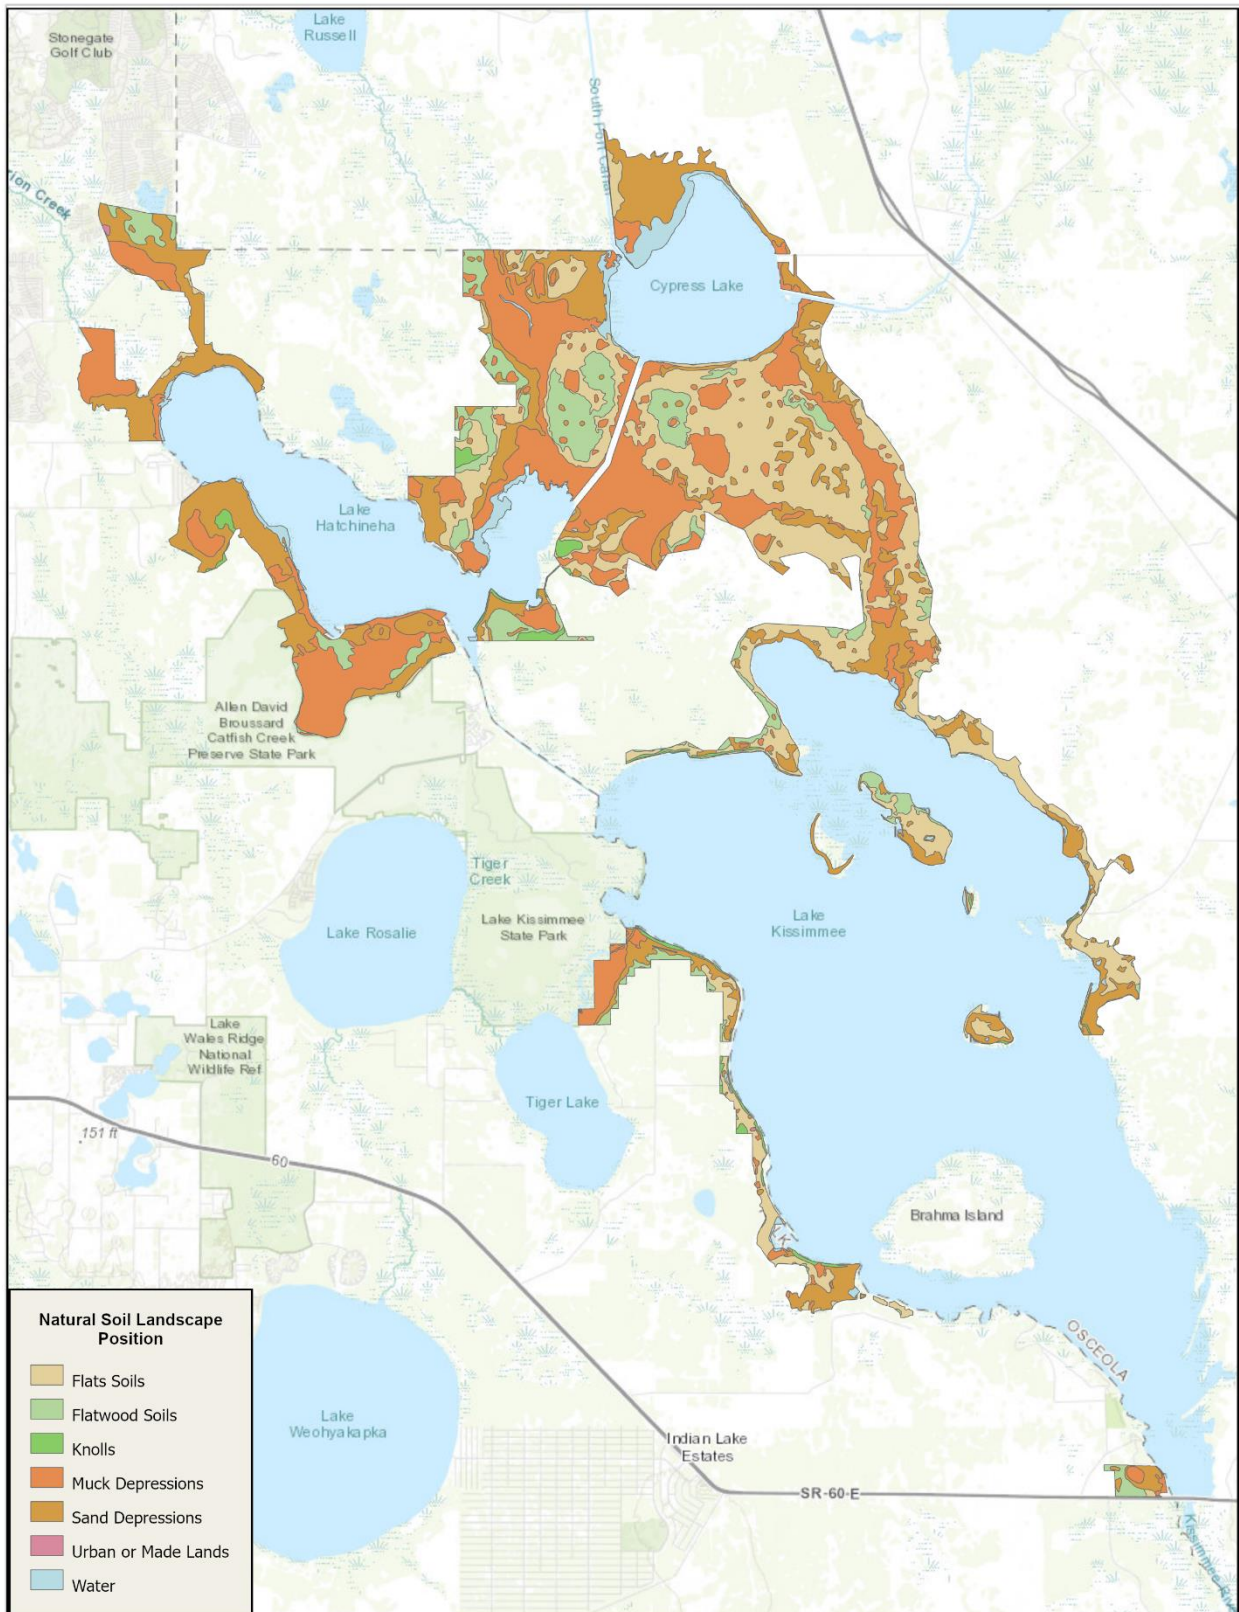 Lake
Russell
Stonegate
Golf Club
South Port Canal
rion Creek
Cypress Lake
Lake
Hatchineha
Allen David
Broussard
Catfish Creek
Preserve State Park
Tiger
Creek
Lake Rosalie
Lake Kissimmee
State Park
Lake
Kissimmee
Lake
Wales Ridge
National
Wildlife Ref
Tiger Lake
151 ft
60
Brahma Island
OSCEOLA
Lake
Weohyakapka
Indian Lake
Estates
SR-60-E
Kissimmee Rive
Natural Soil Landscape
Position
Flats Soils
Flatwood Soils
Knolls
Muck Depressions
Sand Depressions
Urban or Made Lands
Water